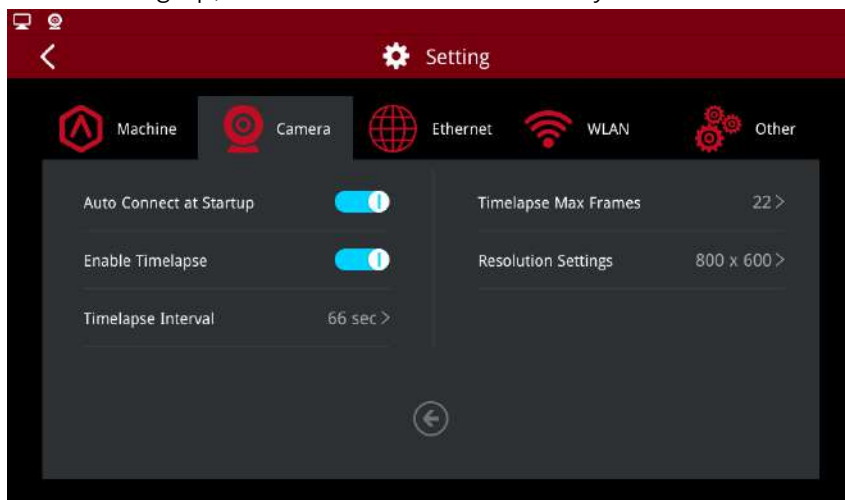 Setting
Machine Camera Ethernet WLAN Other
Auto Connect at Startup Timelapse Max Frames 22 >
Enable Timelapse Resolution Settings 800 x 600 >
Timelapse Interval 66 sec >